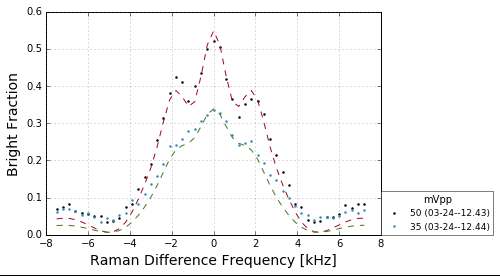 0.6
0.5
0.4
0.3
0.2
0.1
0.0
Bright Fraction
−8 −6 −4 −2 0 2 4 6 8
Raman Difference Frequency [kHz]
mVpp
50 (03-24--12.43)
35 (03-24--12.44)